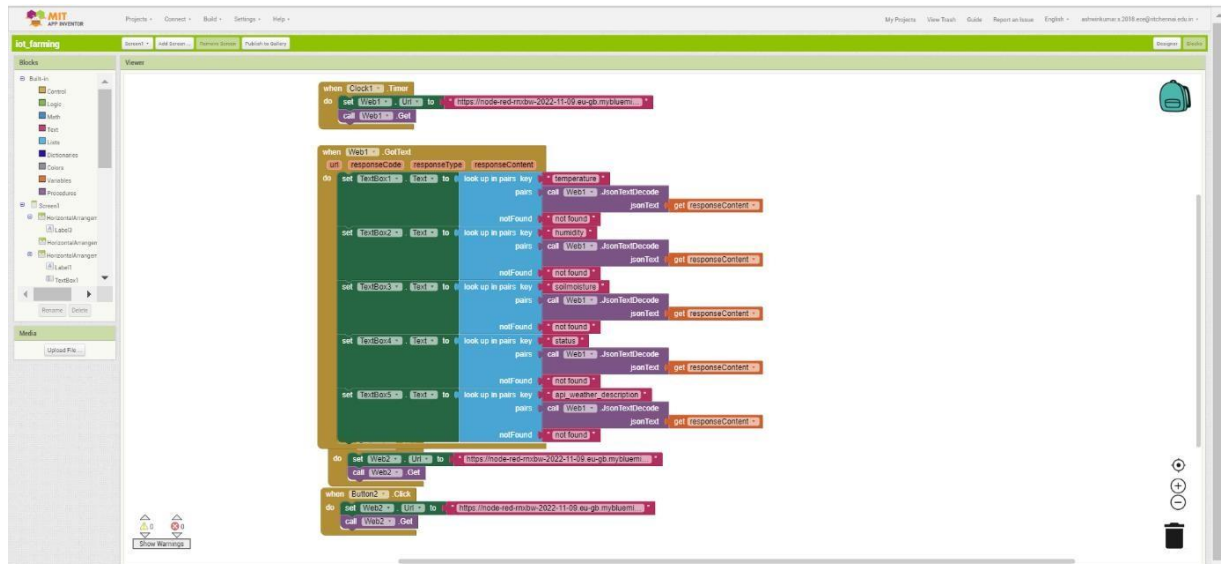 MIT
APP INVENTOR
Projects Connect Build Settings Help
My Projects View Trash Guide Report an Issue English
iot_farming
Screen1 Add Screen ... Remove Screen Publish to Gallery
Designer Blocks
Blocks
Viewer
Built-in
Control
Logic
Math
Text
Lists
Dictionaries
Colors
Variables
Procedures
Screen1
HorizontalArrangen
Label3
HorizontalArrangen
HorizontalArrangen
Label1
TextBox1
Rename Delete
Media
Upload File ...
when Clock1 .Timer
do set Web1 . Url to " https://node-red-rnxbw-2022-11-09.eu-gb.mybluemi... "
call Web1 .Get
when Web1 .GotText
url responseCode responseType responseContent
do set TextBox1 . Text to look up in pairs key " temperature "
pairs call Web1 .JsonTextDecode
jsonText get responseContent
notFound " not found "
set TextBox2 . Text to look up in pairs key " humidity "
pairs call Web1 .JsonTextDecode
jsonText get responseContent
notFound " not found "
set TextBox3 . Text to look up in pairs key " soilmoisture "
pairs call Web1 .JsonTextDecode
jsonText get responseContent
notFound " not found "
set TextBox4 . Text to look up in pairs key " status "
pairs call Web1 .JsonTextDecode
jsonText get responseContent
notFound " not found "
set TextBox5 . Text to look up in pairs key " api_weather_description "
pairs call Web1 .JsonTextDecode
jsonText get responseContent
notFound " not found "
do set Web2 . Url to " https://node-red-rnxbw-2022-11-09.eu-gb.mybluemi... "
call Web2 .Get
when Button2 .Click
do set Web2 . Url to " https://node-red-rnxbw-2022-11-09.eu-gb.mybluemi... "
call Web2 .Get
0 0
Show Warnings